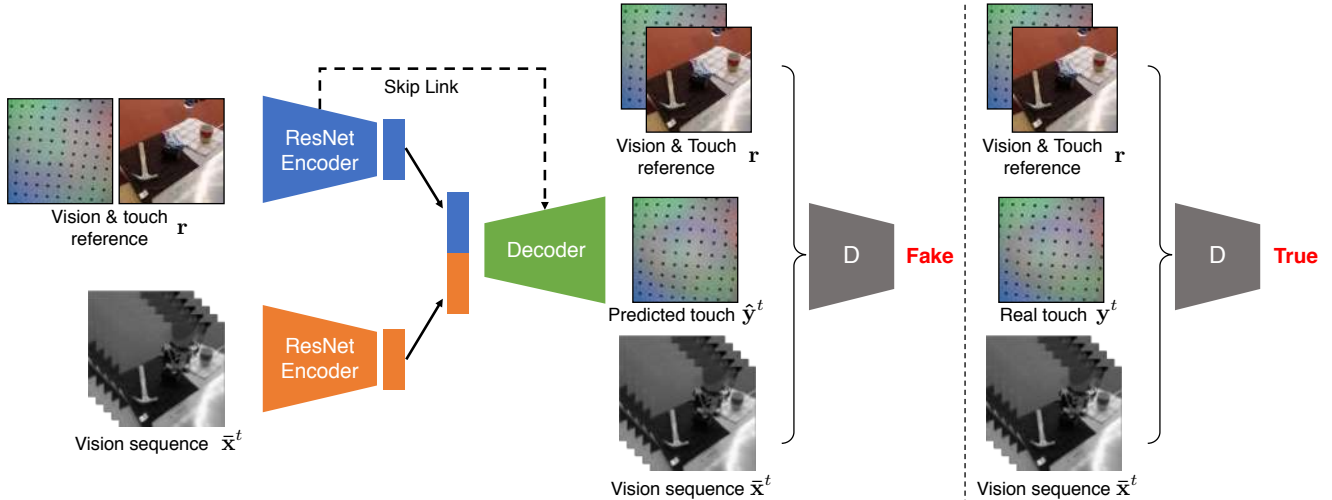 Vision & touch
reference r
Vision sequence x̄ᵗ
ResNet
Encoder
ResNet
Encoder
Skip Link
Decoder
Vision & Touch
reference r
Predicted touch ŷᵗ
Vision sequence x̄ᵗ
D
Fake
Vision & Touch
reference r
Real touch yᵗ
Vision sequence x̄ᵗ
D
True